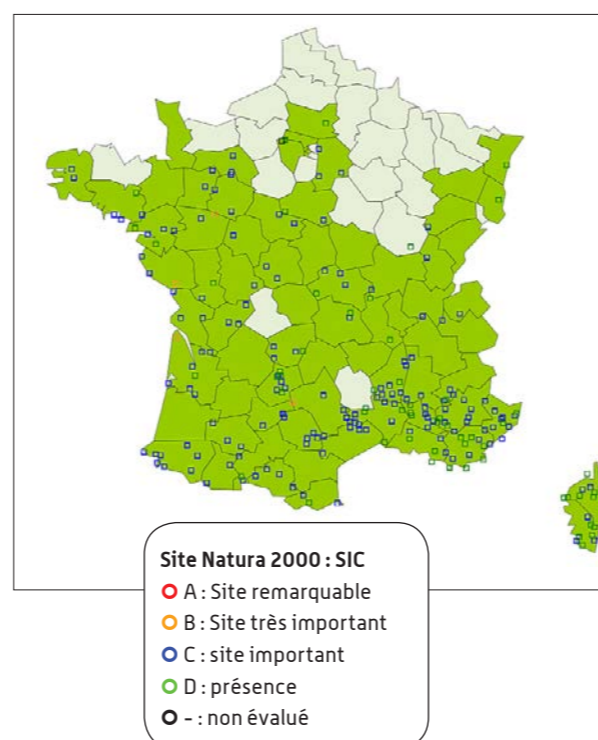 Site Natura 2000 : SIC
A : Site remarquable
B : Site très important
C : site important
D : présence
- : non évalué